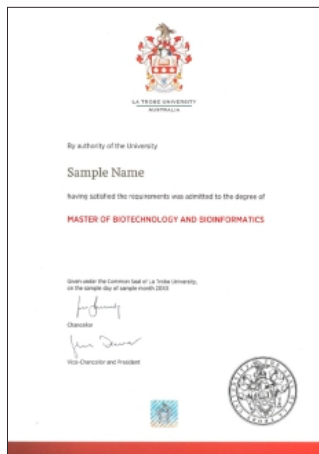 LA TROBE UNIVERSITY
AUSTRALIA
By authority of the University
Sample Name
having satisfied the requirements was admitted to the degree of
MASTER OF BIOTECHNOLOGY AND BIOINFORMATICS
Given under the Common Seal of La Trobe University,
on the sample day of sample month 20XX
Chancellor
Vice-Chancellor and President